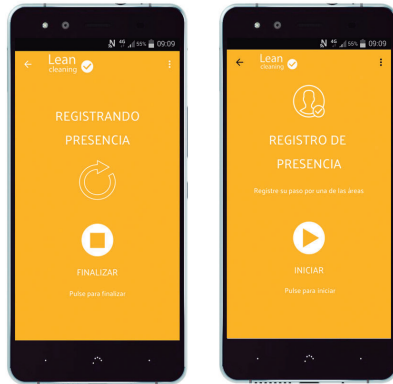 N 4G 55% 09:09
Lean
cleaning
REGISTRANDO
PRESENCIA
FINALIZAR
Pulse para finalizar
N 4G 55% 09:09
Lean
cleaning
REGISTRO DE
PRESENCIA
Registre su paso por una de las áreas
INICIAR
Pulse para iniciar